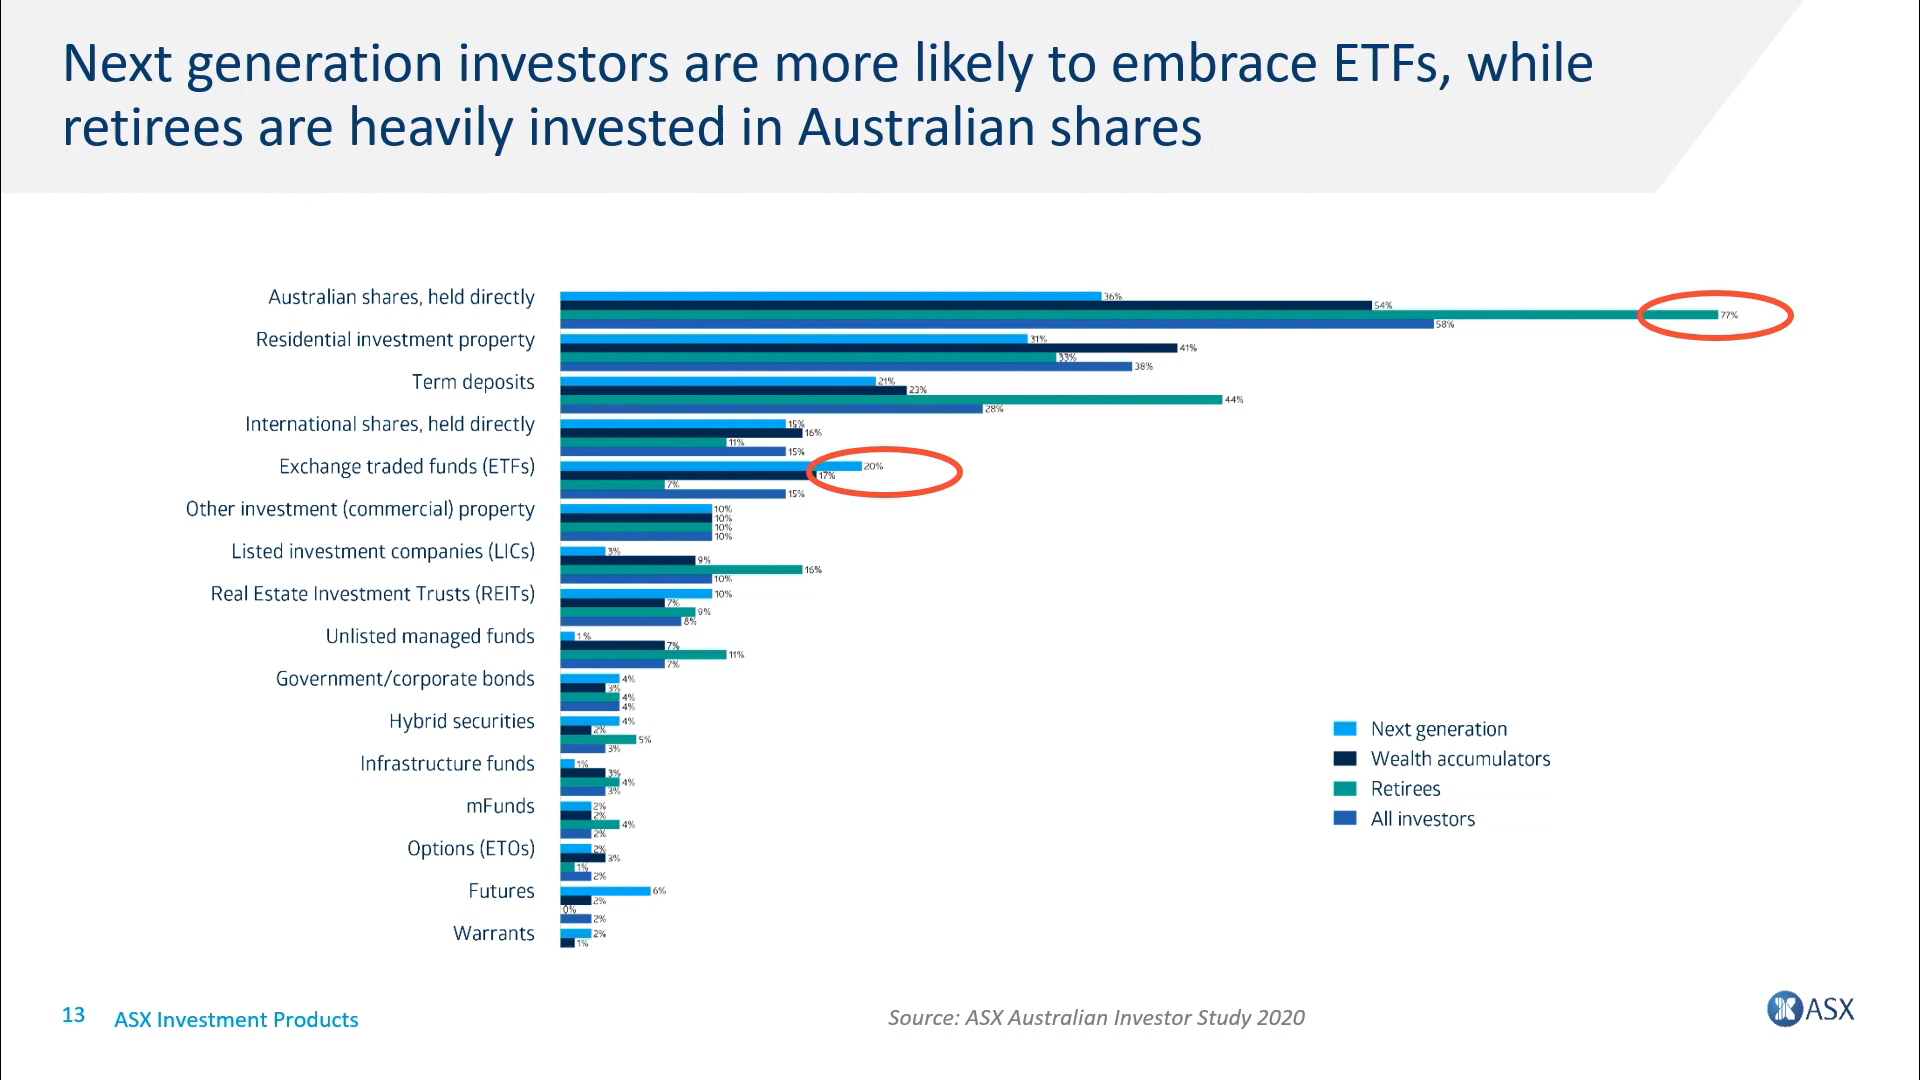 Next generation investors are more likely to embrace ETFs, while
retirees are heavily invested in Australian shares
Australian shares, held directly
36%
54%
77%
58%
Residential investment property
31%
41%
33%
38%
Term deposits
21%
23%
44%
28%
International shares, held directly
15%
16%
11%
15%
Exchange traded funds (ETFs)
20%
17%
7%
15%
Other investment (commercial) property
10%
10%
10%
10%
Listed investment companies (LICs)
3%
9%
16%
10%
Real Estate Investment Trusts (REITs)
10%
7%
9%
8%
Unlisted managed funds
1%
7%
11%
7%
Government/corporate bonds
4%
3%
4%
4%
Hybrid securities
4%
2%
5%
3%
Infrastructure funds
1%
3%
4%
3%
mFunds
2%
2%
4%
2%
Options (ETOs)
2%
3%
1%
2%
Futures
6%
2%
0%
2%
Warrants
2%
1%
Next generation
Wealth accumulators
Retirees
All investors
13 ASX Investment Products
Source: ASX Australian Investor Study 2020
ASX